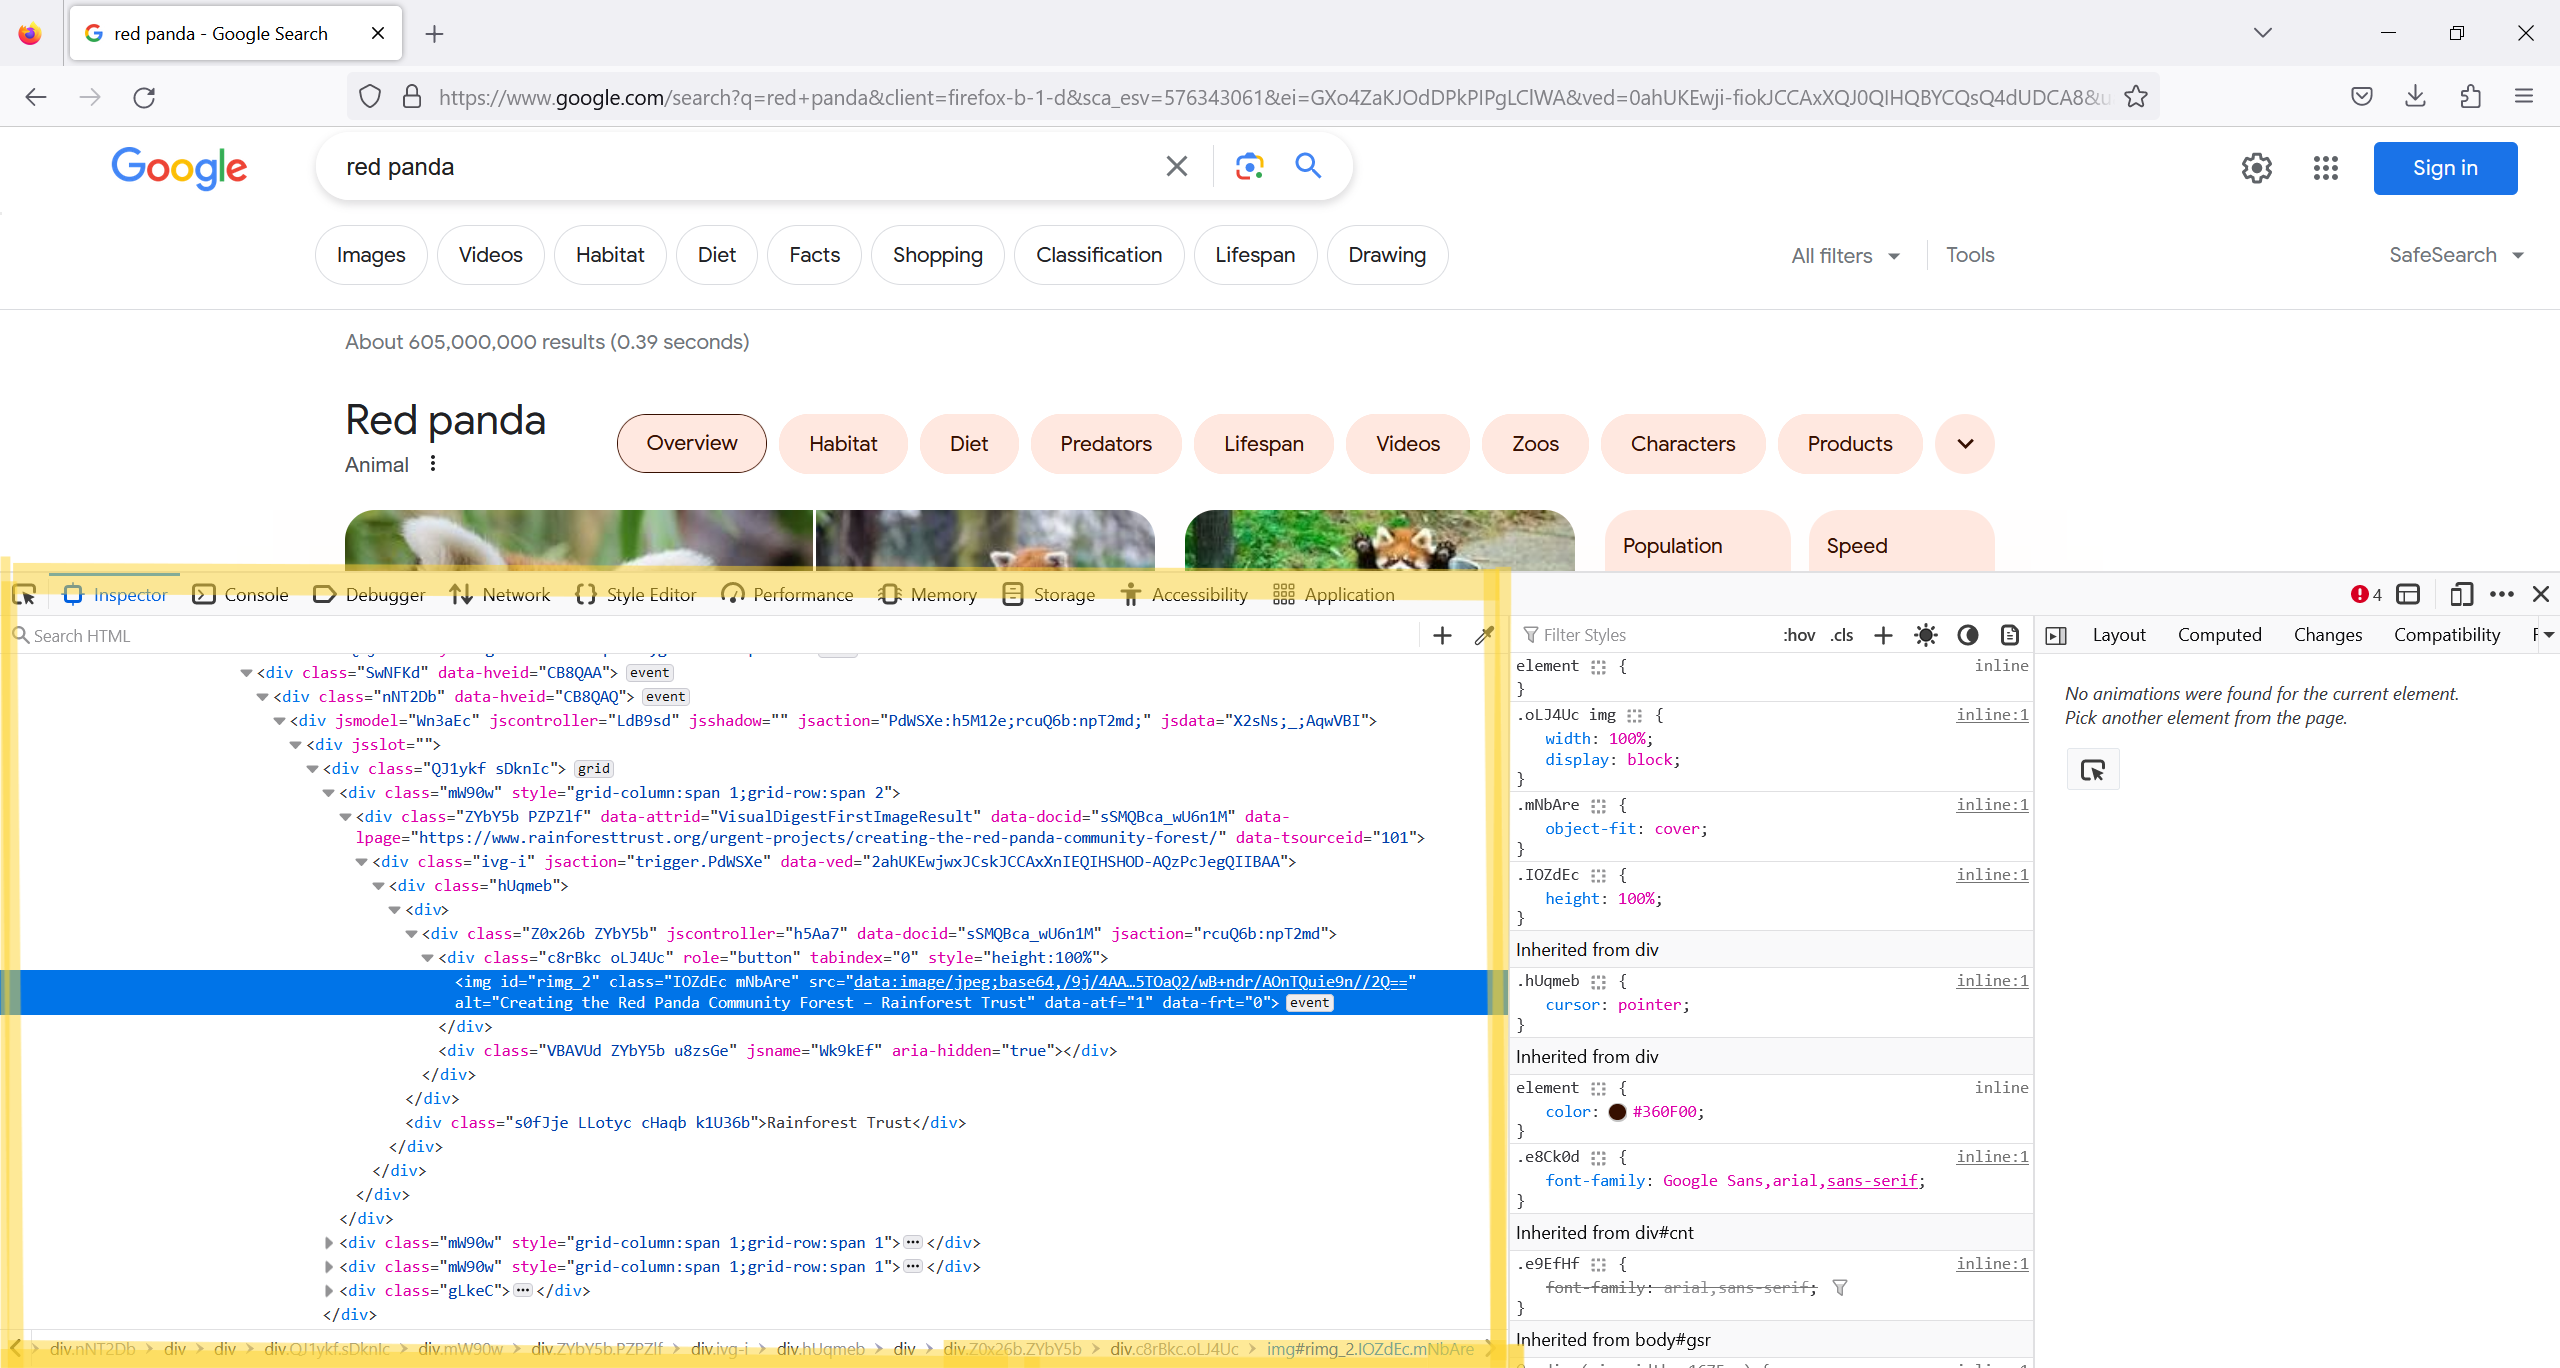 red panda - Google Search
https://www.google.com/search?q=red+panda&client=firefox-b-1-d&sca_esv=576343061&ei=GXo4ZaKJOdDPkPIPgLClWA&ved=0ahUKEwji-fiokJCCAxXQJ0QIHQBYCQsQ4dUDCA8&u
Google
red panda
Sign in
Images Videos Habitat Diet Facts Shopping Classification Lifespan Drawing All filters Tools SafeSearch
About 605,000,000 results (0.39 seconds)
Red panda
Animal
Overview Habitat Diet Predators Lifespan Videos Zoos Characters Products
Population Speed
Inspector Console Debugger Network Style Editor Performance Memory Storage Accessibility Application 4
Search HTML
<div class="SwNFKd" data-hveid="CB8QAA"> event
<div class="nNT2Db" data-hveid="CB8QAQ"> event
<div jsmodel="Wn3aEc" jscontroller="LdB9sd" jsshadow="" jsaction="PdWSXe:h5M12e;rcuQ6b:npT2md;" jsdata="X2sNs;_;AqwVBI">
<div jsslot="">
<div class="QJ1ykf sDknIc"> grid
<div class="mW90w" style="grid-column:span 1;grid-row:span 2">
<div class="ZYbY5b PZPZlf" data-attrid="VisualDigestFirstImageResult" data-docid="sSMQBca_wU6n1M" data-
lpage="https://www.rainforesttrust.org/urgent-projects/creating-the-red-panda-community-forest/" data-tsourceid="101">
<div class="ivg-i" jsaction="trigger.PdWSXe" data-ved="2ahUKEwjwxJCskJCCAxXnIEQIHSHOD-AQzPcJegQIIBAA">
<div class="hUqmeb">
<div>
<div class="Z0x26b ZYbY5b" jscontroller="h5Aa7" data-docid="sSMQBca_wU6n1M" jsaction="rcuQ6b:npT2md">
<div class="c8rBkc oLJ4Uc" role="button" tabindex="0" style="height:100%">
<img id="rimg_2" class="IOZdEc mNbAre" src="data:image/jpeg;base64,/9j/4AA…5TOaQ2/wB+ndr/AOnTQuie9n//2Q=="
alt="Creating the Red Panda Community Forest – Rainforest Trust" data-atf="1" data-frt="0"> event
</div>
<div class="VBAVUd ZYbY5b u8zsGe" jsname="Wk9kEf" aria-hidden="true"></div>
</div>
</div>
<div class="s0fJje LLotyc cHaqb k1U36b">Rainforest Trust</div>
</div>
</div>
</div>
</div>
<div class="mW90w" style="grid-column:span 1;grid-row:span 1">…</div>
<div class="mW90w" style="grid-column:span 1;grid-row:span 1">…</div>
<div class="gLkeC">…</div>
</div>
div.nNT2Db div div div.QJ1ykf.sDknIc div.mW90w div.ZYbY5b.PZPZlf div.ivg-i div.hUqmeb div div.Z0x26b.ZYbY5b div.c8rBkc.oLJ4Uc img#rimg_2.IOZdEc.mNbAre
Filter Styles :hov .cls
element { inline
}
.oLJ4Uc img { inline:1
width: 100%;
display: block;
}
.mNbAre { inline:1
object-fit: cover;
}
.IOZdEc { inline:1
height: 100%;
}
Inherited from div
.hUqmeb { inline:1
cursor: pointer;
}
Inherited from div
element { inline
color: #360F00;
}
.e8Ck0d { inline:1
font-family: Google Sans,arial,sans-serif;
}
Inherited from div#cnt
.e9EfHf { inline:1
font-family: arial,sans-serif;
}
Inherited from body#gsr
Layout Computed Changes Compatibility
No animations were found for the current element.
Pick another element from the page.